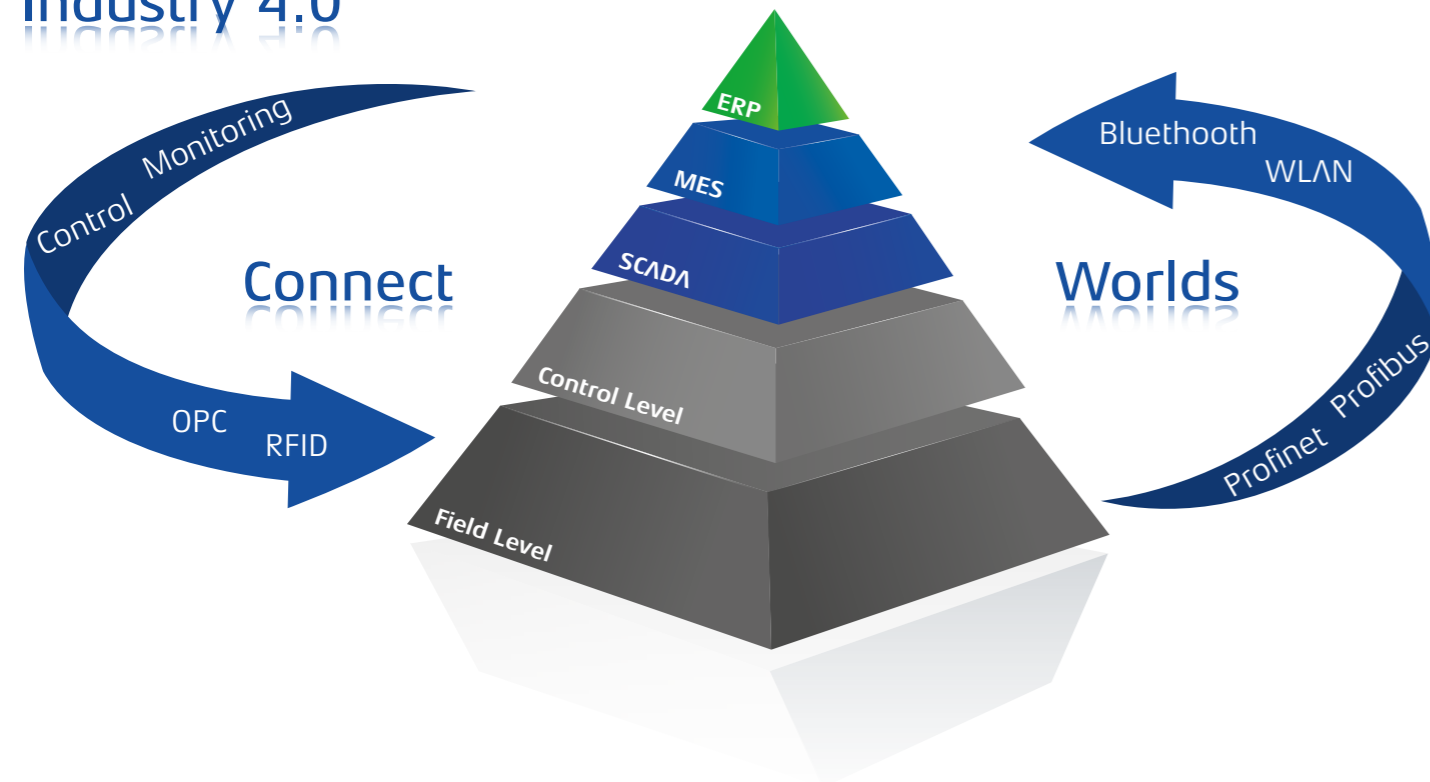 Industry 4.0
ERP
MES
SCADA
Control Level
Field Level
Monitoring
Control
Connect
OPC
RFID
Bluethooth
WLAN
Worlds
Profibus
Profinet